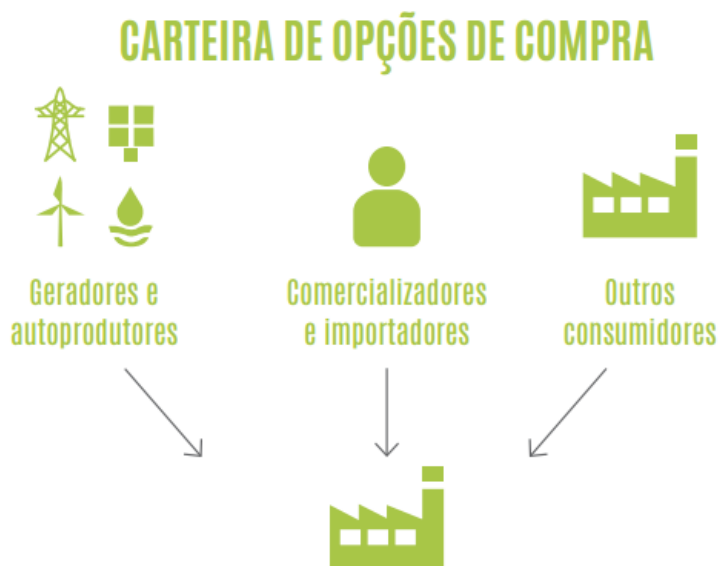 CARTEIRA DE OPÇÕES DE COMPRA
Geradores e
autoprodutores
Comercializadores
e importadores
Outros
consumidores